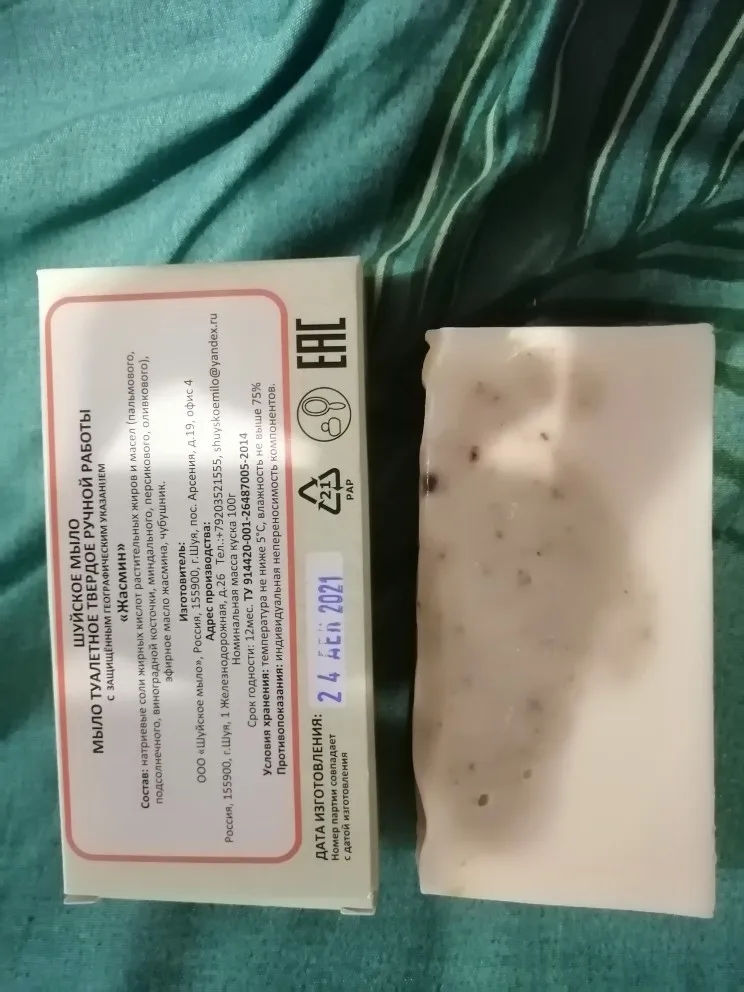 ШУЙСКОЕ МЫЛО
МЫЛО ТУАЛЕТНОЕ ТВЕРДОЕ РУЧНОЙ РАБОТЫ
С ЗАЩИЩЁННЫМ ГЕОГРАФИЧЕСКИМ УКАЗАНИЕМ
«Жасмин»
Состав: натриевые соли жирных кислот растительных жиров и масел (пальмового,
подсолнечного, виноградной косточки, миндального, персикового, оливкового),
эфирное масло жасмина, чубушник.
Изготовитель:
ООО «Шуйское мыло», Россия, 155900, г.Шуя, пос. Арсения, д.19, офис 4
Адрес производства:
Россия, 155900, г.Шуя, 1 Железнодорожная, д.26 Тел.:+79203521555, shuyskoemilo@yandex.ru
Номинальная масса куска 100г
Срок годности: 12мес. ТУ 914420-001-26487005-2014
Условия хранения: температура не ниже 5°С, влажность не выше 75%
Противопоказания: индивидуальная непереносимость компонентов.
ДАТА ИЗГОТОВЛЕНИЯ: 24 ДЕК 2021
Номер партии совпадает
с датой изготовления
21
PAP
EAC